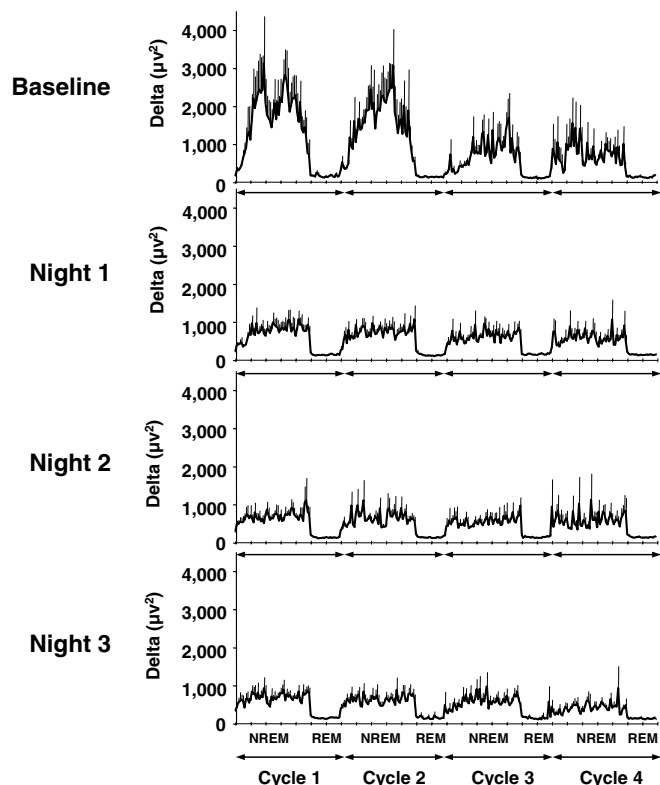 Baseline
Delta (μv²)
4,000
3,000
2,000
1,000
0
Night 1
Delta (μv²)
4,000
3,000
2,000
1,000
0
Night 2
Delta (μv²)
4,000
3,000
2,000
1,000
0
Night 3
Delta (μv²)
4,000
3,000
2,000
1,000
0
NREM REM NREM REM NREM REM NREM REM
Cycle 1 Cycle 2 Cycle 3 Cycle 4